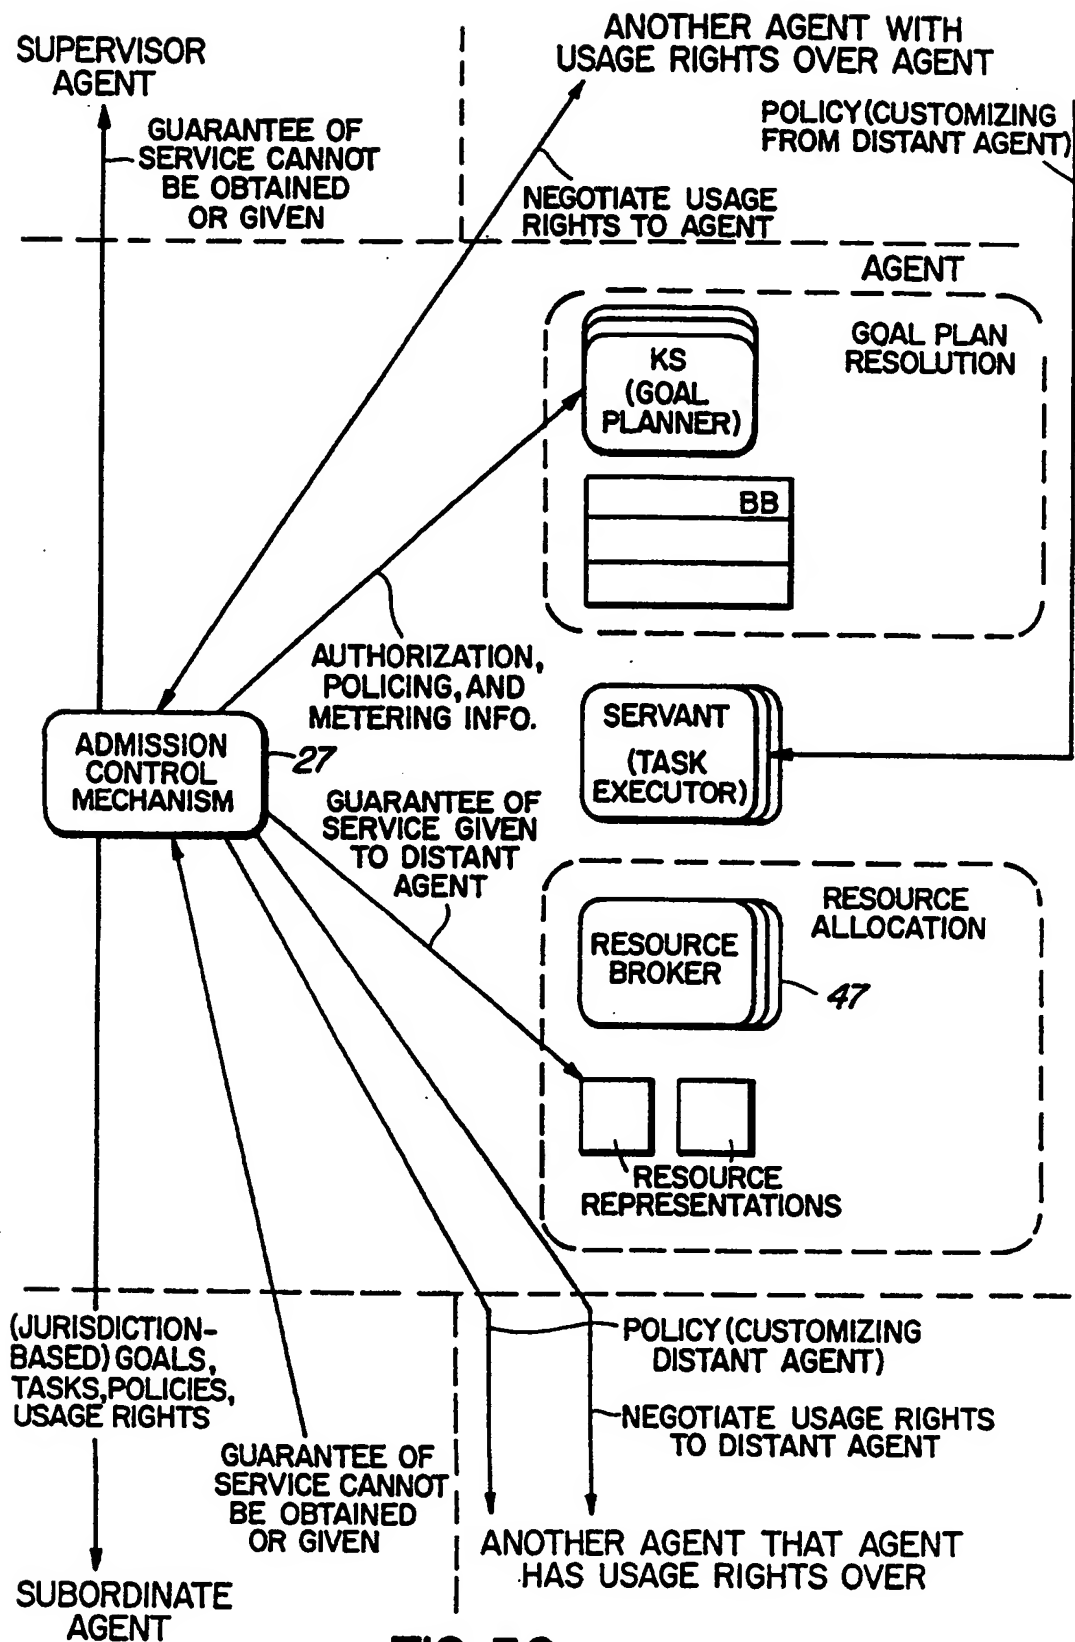 SUPERVISOR
AGENT
GUARANTEE OF
SERVICE CANNOT
BE OBTAINED
OR GIVEN
ANOTHER AGENT WITH
USAGE RIGHTS OVER AGENT
POLICY (CUSTOMIZING
FROM DISTANT AGENT)
NEGOTIATE USAGE
RIGHTS TO AGENT
AGENT
GOAL PLAN
RESOLUTION
KS
(GOAL
PLANNER)
BB
AUTHORIZATION,
POLICING, AND
METERING INFO.
ADMISSION
CONTROL
MECHANISM
27
SERVANT
(TASK
EXECUTOR)
GUARANTEE OF
SERVICE GIVEN
TO DISTANT
AGENT
RESOURCE
ALLOCATION
RESOURCE
BROKER
47
RESOURCE
REPRESENTATIONS
(JURISDICTION-
BASED) GOALS,
TASKS, POLICIES,
USAGE RIGHTS
GUARANTEE OF
SERVICE CANNOT
BE OBTAINED
OR GIVEN
POLICY (CUSTOMIZING
DISTANT AGENT)
NEGOTIATE USAGE RIGHTS
TO DISTANT AGENT
SUBORDINATE
AGENT
ANOTHER AGENT THAT AGENT
HAS USAGE RIGHTS OVER